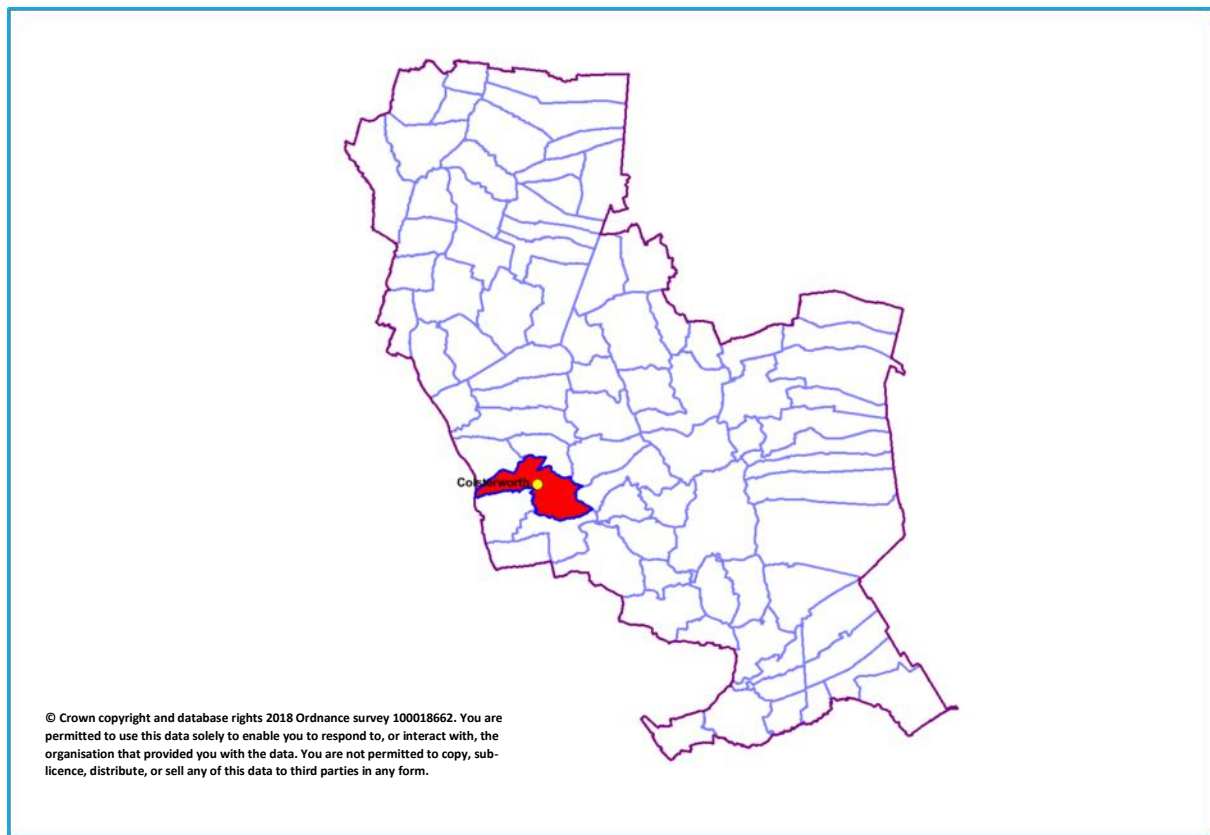 Colsterworth
© Crown copyright and database rights 2018 Ordnance survey 100018662. You are
permitted to use this data solely to enable you to respond to, or interact with, the
organisation that provided you with the data. You are not permitted to copy, sub-
licence, distribute, or sell any of this data to third parties in any form.